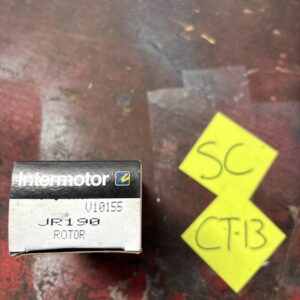 Intermotor
V10155
JR190
ROTOR
SC
CT-13